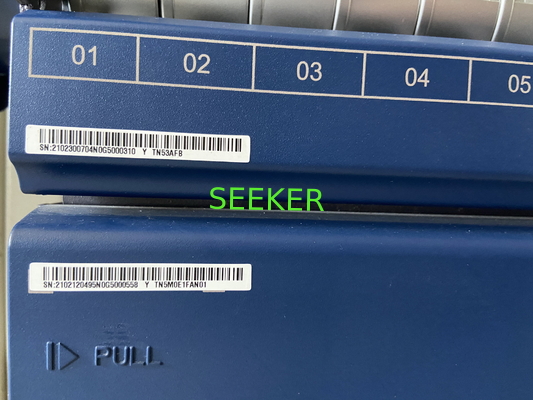 01 02 03 04 05
SN:2102300704N0G5000310 Y TN53AFB
SEEKER
SN:2102120495N0G5000558 Y TN5M0E1FAN01
PULL